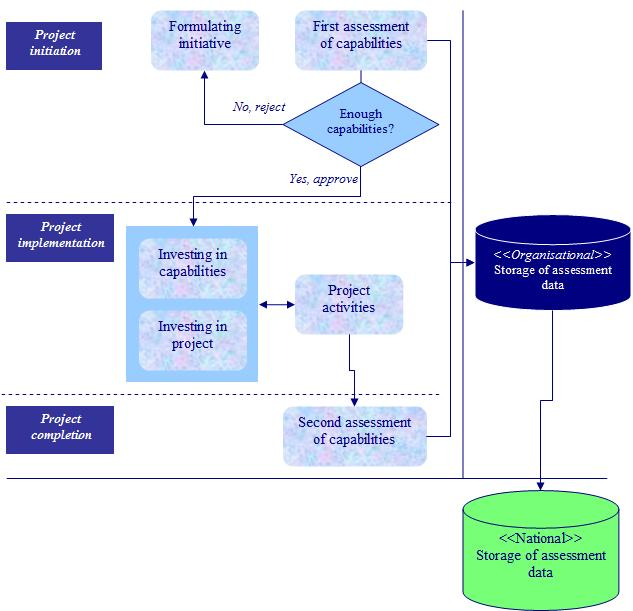 Project
initiation
Formulating
initiative
First assessment
of capabilities
No, reject
Enough
capabilities?
Yes, approve
Project
implementation
Investing in
capabilities
Investing in
project
Project
activities
<<Organisational>>
Storage of assessment
data
Project
completion
Second assessment
of capabilities
<<National>>
Storage of assessment
data